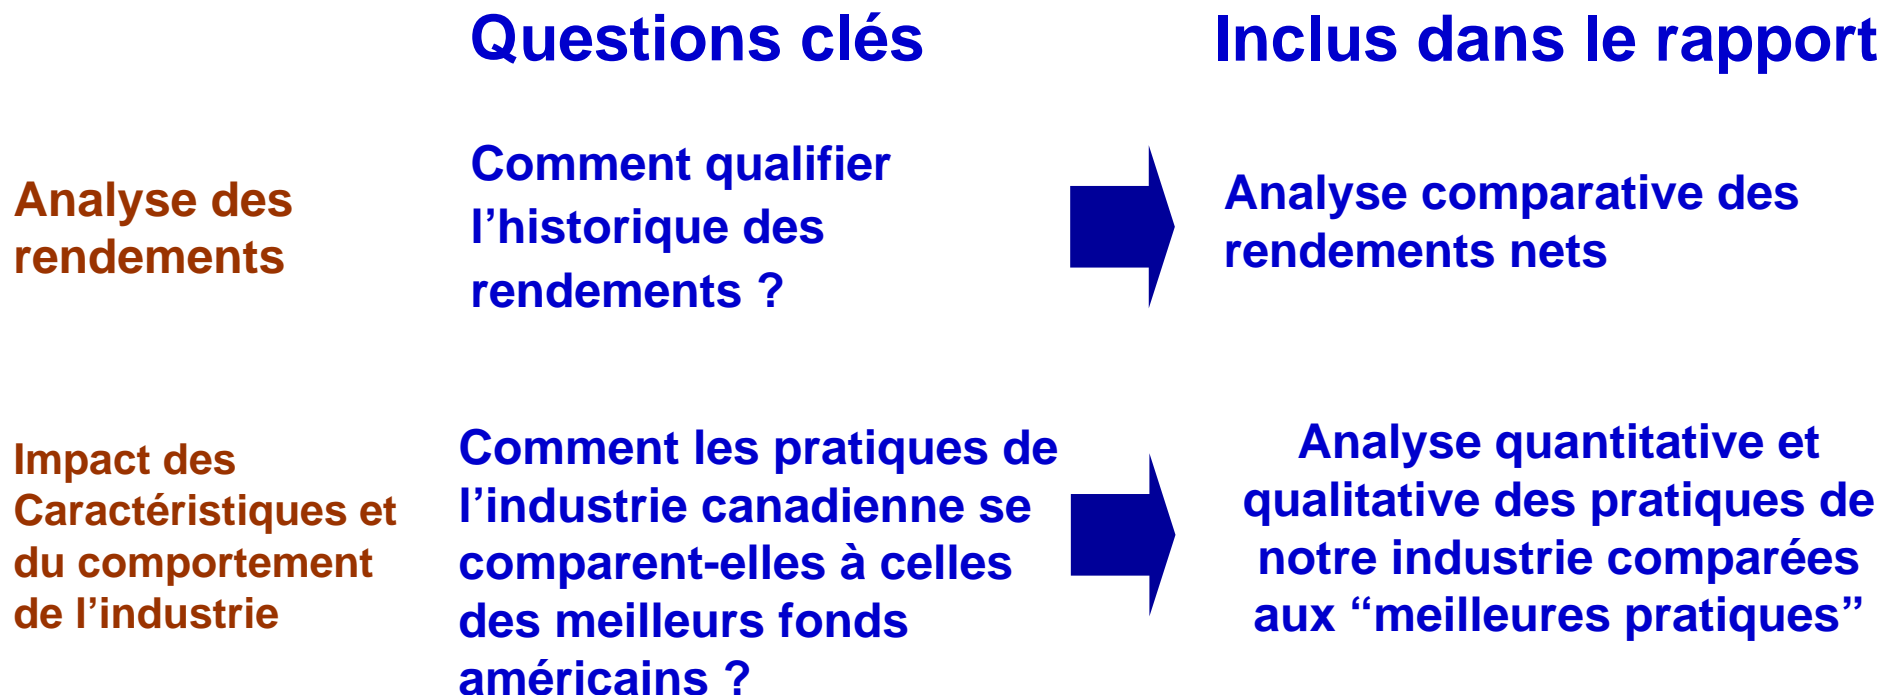 Questions clés
Inclus dans le rapport
Analyse des
rendements
Comment qualifier
l’historique des
rendements ?
Analyse comparative des
rendements nets
Impact des
Caractéristiques et
du comportement
de l’industrie
Comment les pratiques de
l’industrie canadienne se
comparent-elles à celles
des meilleurs fonds
américains ?
Analyse quantitative et
qualitative des pratiques de
notre industrie comparées
aux “meilleures pratiques”